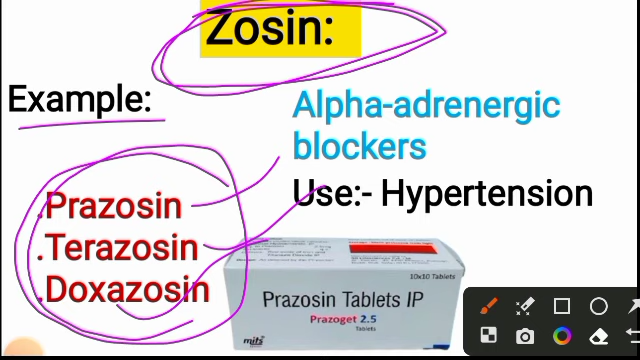 Zosin:
Example:
Alpha-adrenergic
blockers
Use:- Hypertension
.Prazosin
.Terazosin
.Doxazosin
10x10 Tablets
Prazosin Tablets IP
Prazoget 2.5
Tablets
mits